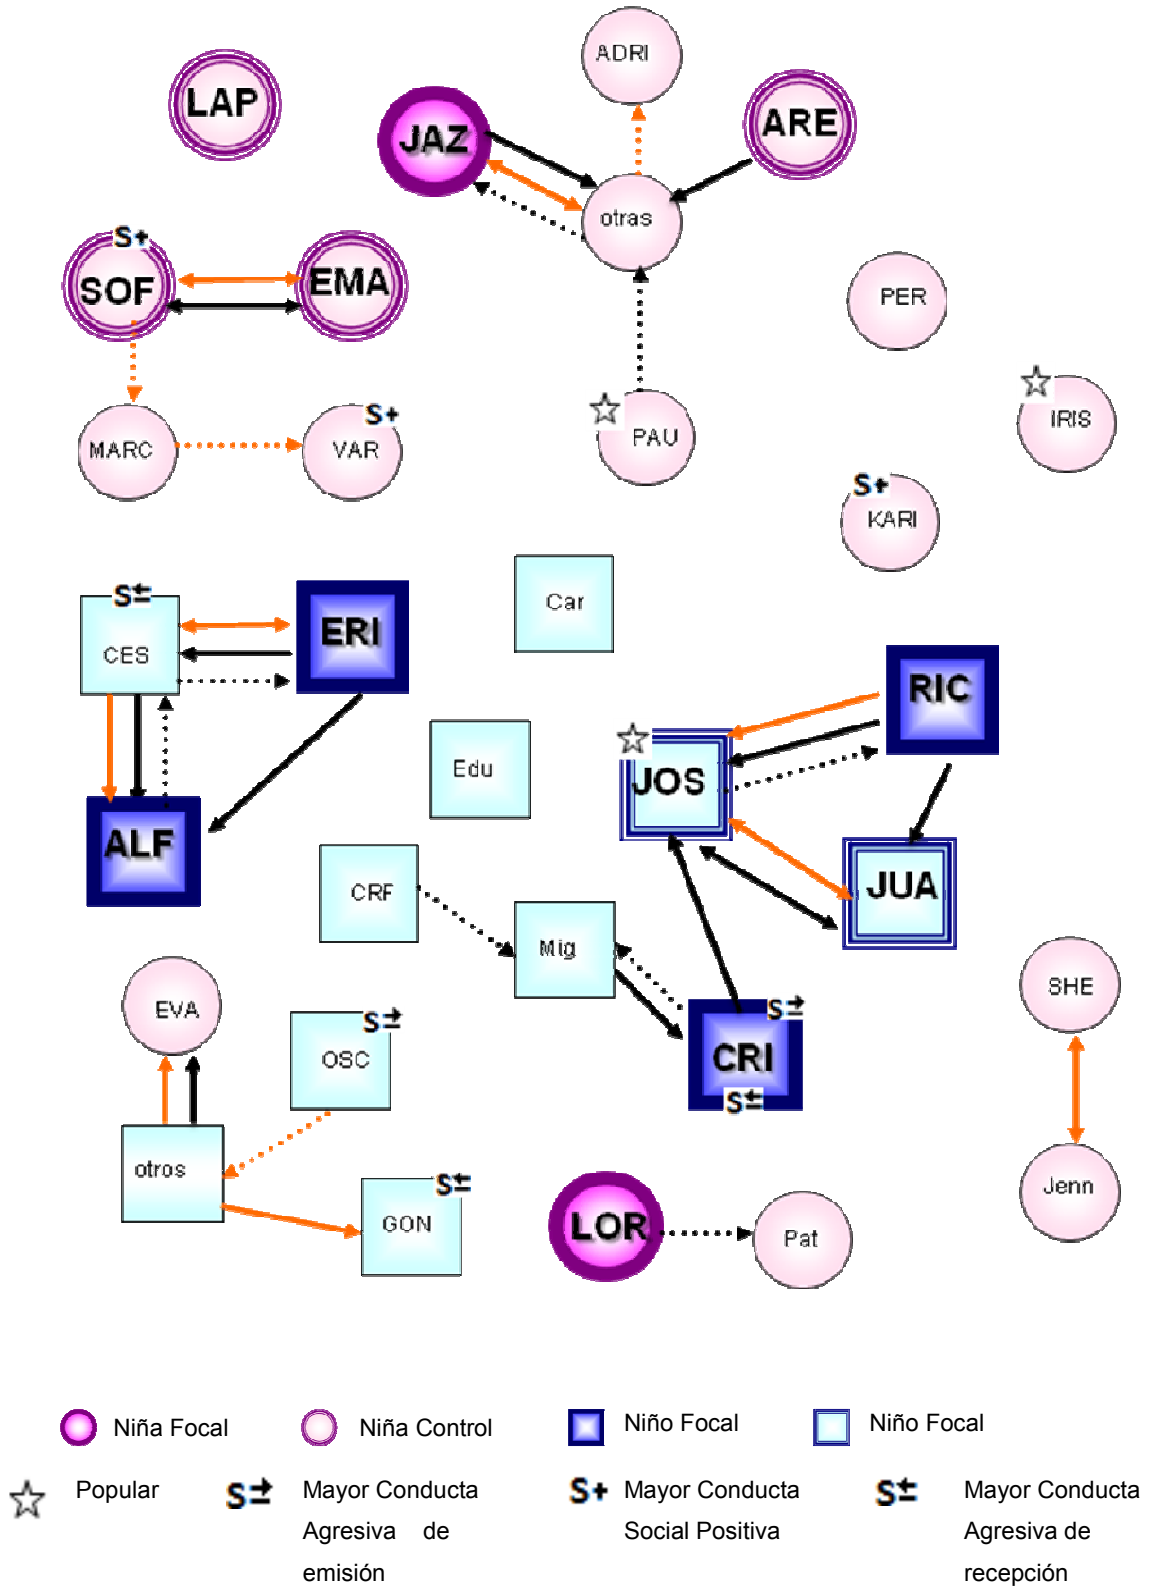 ADRI
LAP
JAZ
ARE
otras
S+
SOF
EMA
PER
IRIS
MARC
S+
VAR
PAU
S+
KARI
S±
CES
ERI
Car
RIC
Edu
JOS
ALF
JUA
CRF
Mig
EVA
S±
OSC
S±
CRI
S±
SHE
otros
S±
GON
LOR
Pat
Jenn
Niña Focal
Niña Control
Niño Focal
Niño Focal
Popular
S±
Mayor Conducta
Agresiva de
emisión
S+
Mayor Conducta
Social Positiva
S±
Mayor Conducta
Agresiva de
recepción